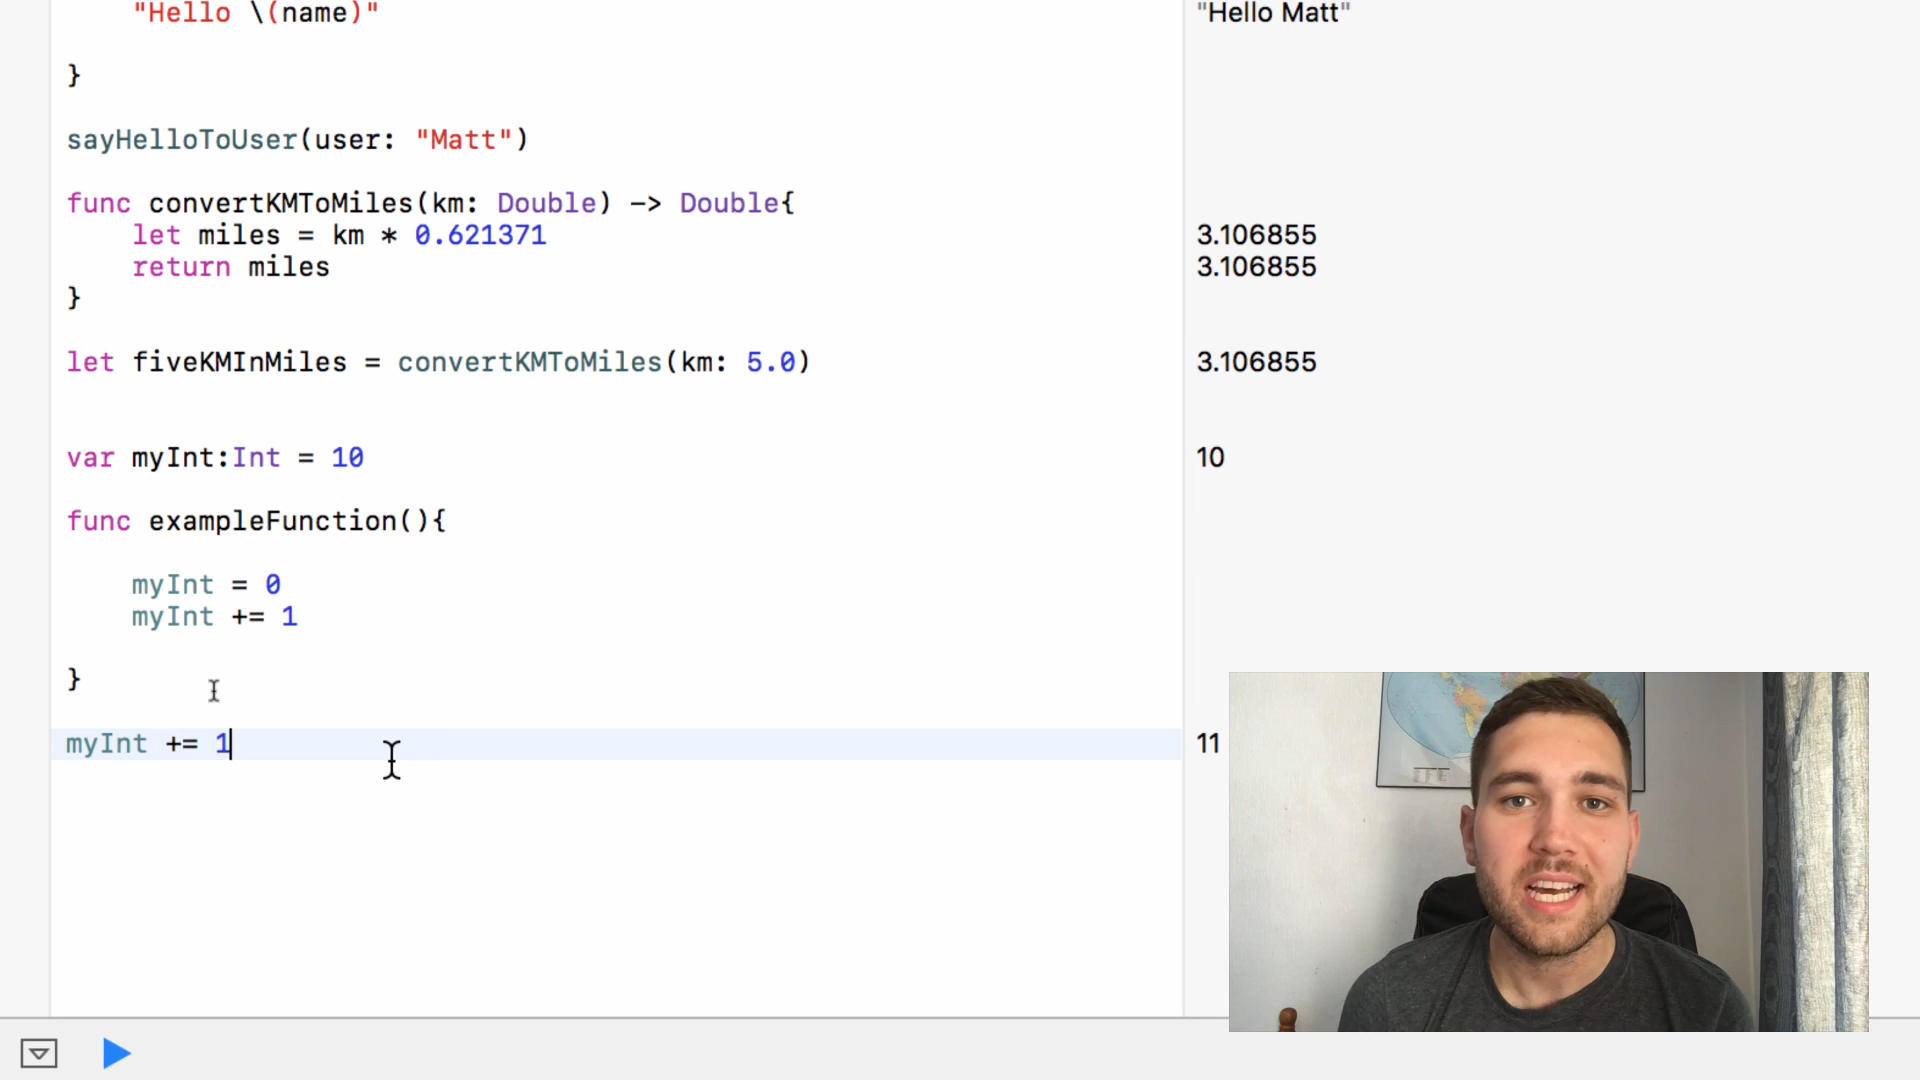 "Hello \(name)"
"Hello Matt"
}
sayHelloToUser(user: "Matt")
func convertKMToMiles(km: Double) -> Double{
let miles = km * 0.621371
3.106855
return miles
3.106855
}
let fiveKMInMiles = convertKMToMiles(km: 5.0)
3.106855
var myInt:Int = 10
10
func exampleFunction(){
myInt = 0
myInt += 1
}
myInt += 1
11